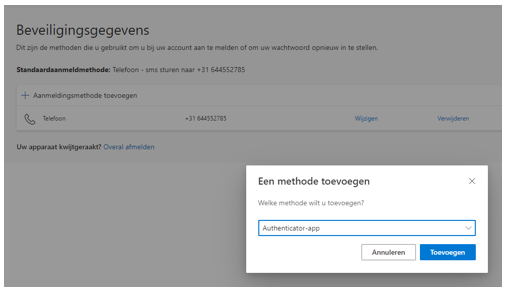 Beveiligingsgegevens
Dit zijn de methoden die u gebruikt om u bij uw account aan te melden of om uw wachtwoord opnieuw in te stellen.
Standaardaanmeldmethode: Telefoon - sms sturen naar +31 644552785
Aanmeldingsmethode toevoegen
Telefoon +31 644552785 Wijzigen Verwijderen
Uw apparaat kwijtgeraakt? Overal afmelden
Een methode toevoegen
Welke methode wilt u toevoegen?
Authenticator-app
Annuleren Toevoegen